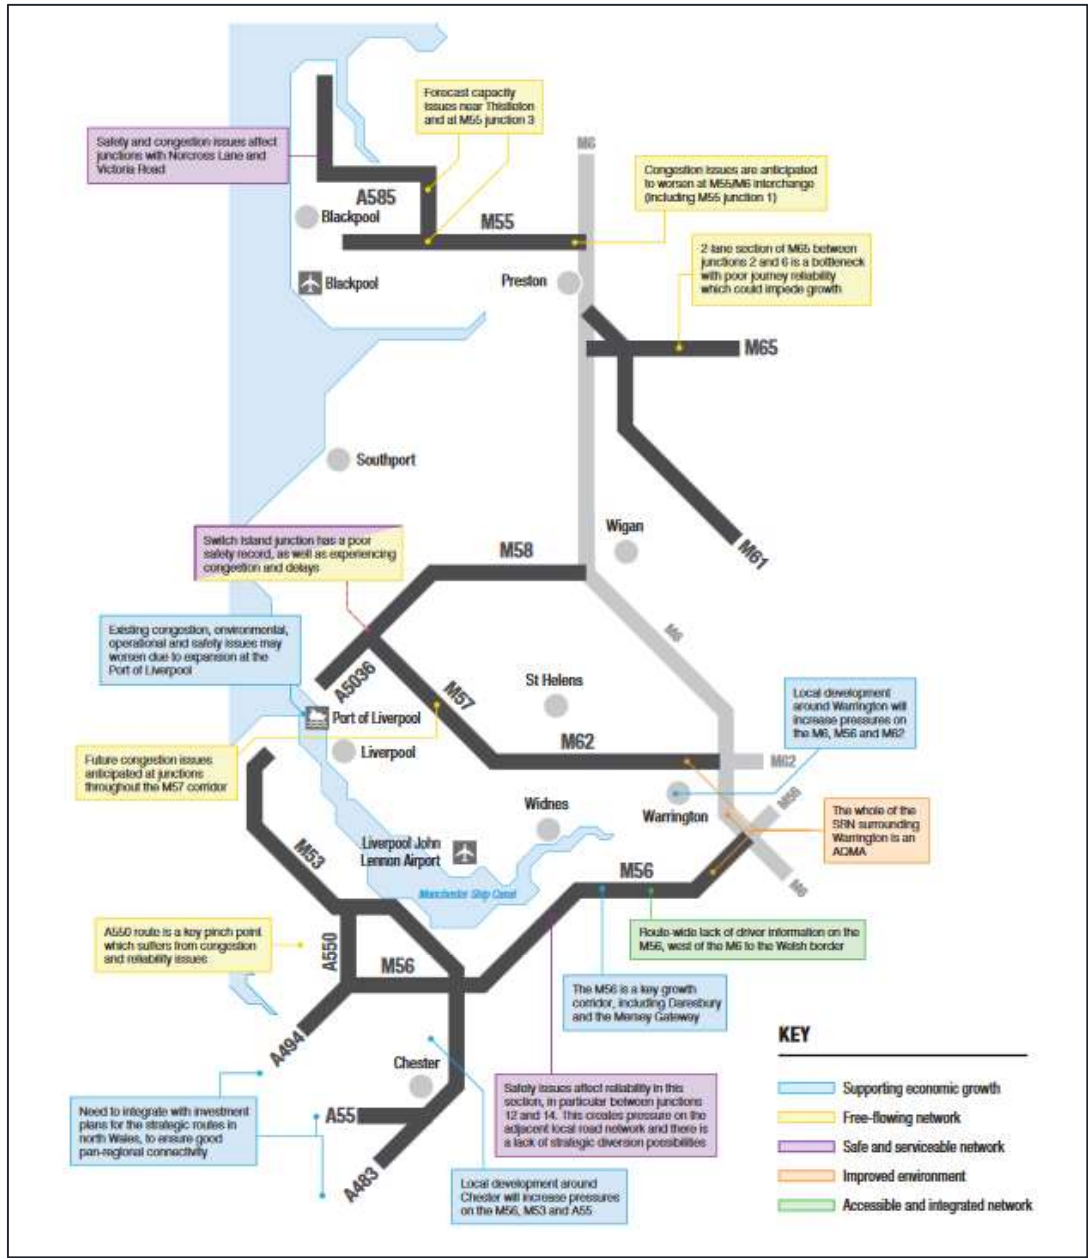 Forecast capacity
issues near Thistleton
and at M55 junction 3
Safety and congestion issues affect
junctions with Norcross Lane and
Victoria Road
M6
Congestion issues are anticipated
to worsen at M55/M6 interchange
(including M55 junction 1)
A585
Blackpool
M55
2-lane section of M65 between
junctions 2 and 6 is a bottleneck
with poor journey reliability
which could impede growth
Blackpool
Preston
M65
Southport
Wigan
Switch Island junction has a poor
safety record, as well as experiencing
congestion and delays
M58
M61
Existing congestion, environmental,
operational and safety issues may
worsen due to expansion at the
Port of Liverpool
M6
A5036
M57
St Helens
Local development
around Warrington will
increase pressures on
the M6, M56 and M62
Port of Liverpool
Liverpool
M62
M62
Future congestion issues
anticipated at junctions
throughout the M57 corridor
Widnes
Warrington
M56
The whole of the
SRN surrounding
Warrington is an
AQMA
M53
Liverpool John
Lennon Airport
M56
M6
Manchester Ship Canal
A550 route is a key pinch point
which suffers from congestion
and reliability issues
A550
M56
Route-wide lack of driver information on the
M56, west of the M6 to the Welsh border
The M56 is a key growth
corridor, including Daresbury
and the Mersey Gateway
A494
Chester
KEY
Supporting economic growth
Free-flowing network
Safe and serviceable network
Improved environment
Accessible and integrated network
Need to integrate with investment
plans for the strategic routes in
north Wales, to ensure good
pan-regional connectivity
A55
Safety issues affect reliability in this
section, in particular between junctions
12 and 14. This creates pressure on the
adjacent local road network and there is
a lack of strategic diversion possibilities
A483
Local development around
Chester will increase pressures
on the M56, M53 and A55